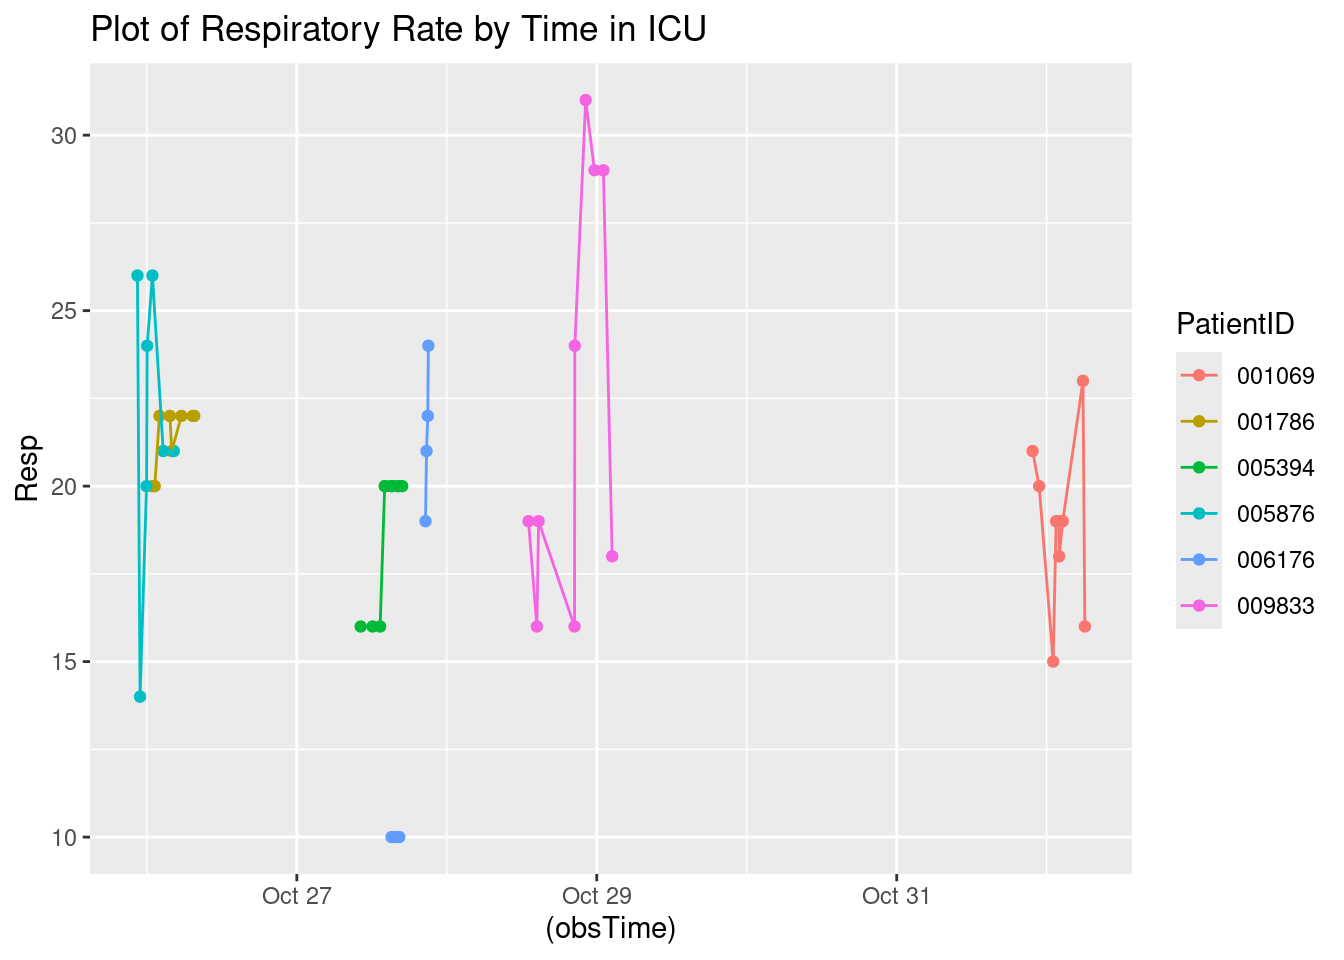 Plot of Respiratory Rate by Time in ICU
30
25
20
15
10
Resp
Oct 27
Oct 29
Oct 31
(obsTime)
PatientID
001069
001786
005394
005876
006176
009833